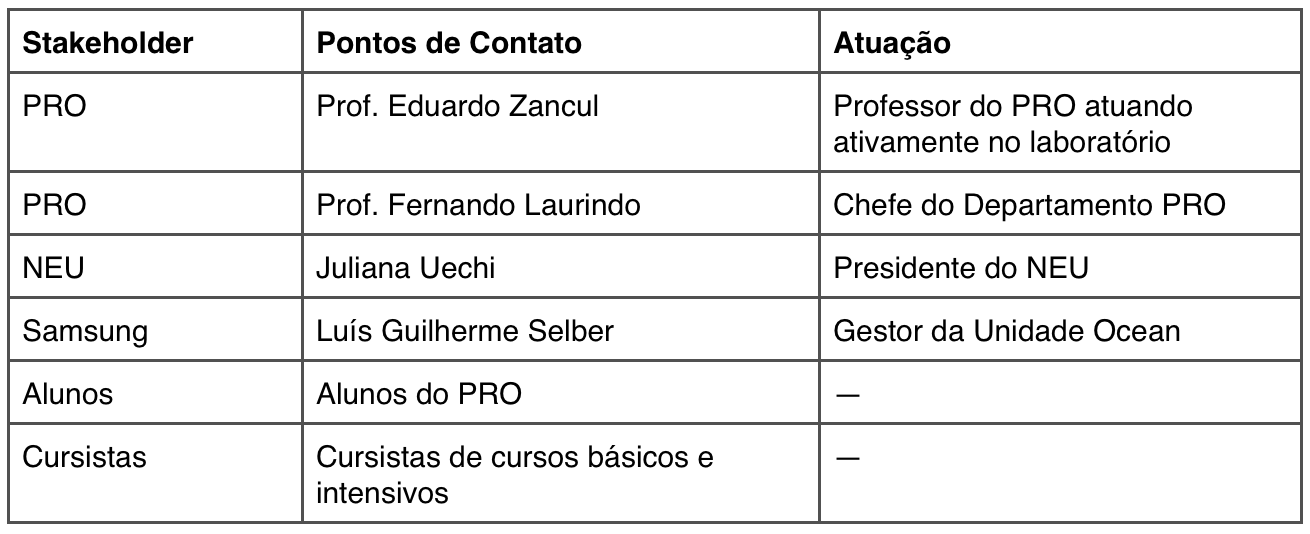 Stakeholder Pontos de Contato Atuação
PRO Prof. Eduardo Zancul Professor do PRO atuando
ativamente no laboratório
PRO Prof. Fernando Laurindo Chefe do Departamento PRO
NEU Juliana Uechi Presidente do NEU
Samsung Luís Guilherme Selber Gestor da Unidade Ocean
Alunos Alunos do PRO —
Cursistas Cursistas de cursos básicos e —
intensivos